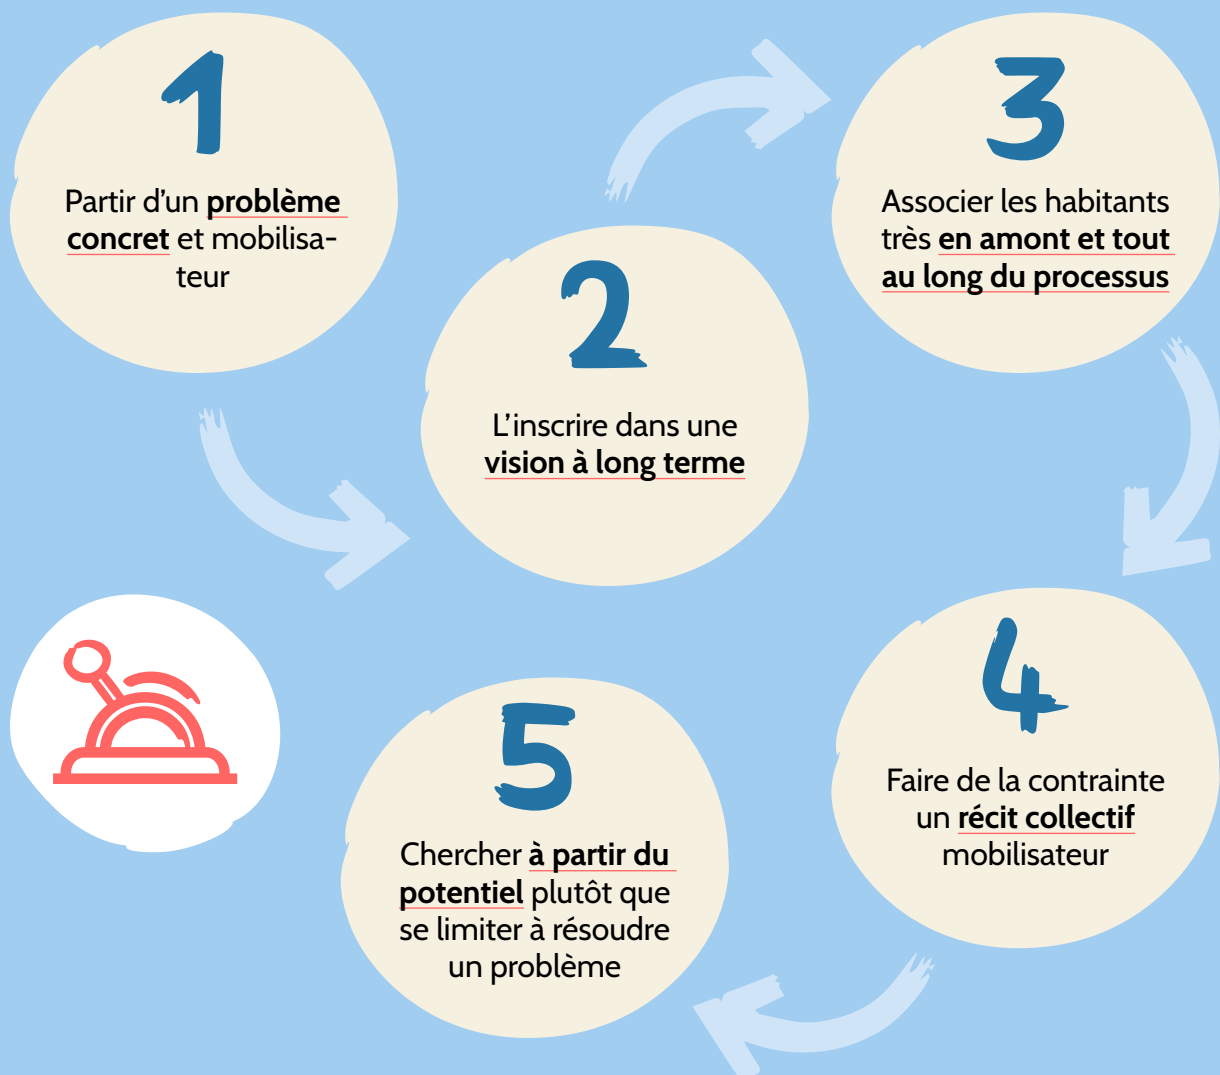 1
Partir d'un problème
concret et mobilisa-
teur
2
L'inscrire dans une
vision à long terme
3
Associer les habitants
très en amont et tout
au long du processus
4
Faire de la contrainte
un récit collectif
mobilisateur
5
Chercher à partir du
potentiel plutôt que
se limiter à résoudre
un problème